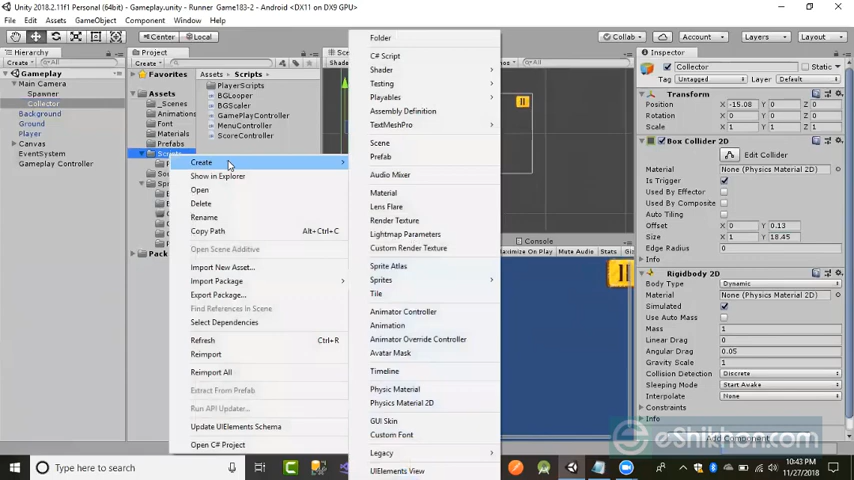 Unity 2018.2.11f1 Personal (64bit) - Gameplay.unity - Runner Game183-2 - Android <DX11 on DX9 GPU>
File Edit Assets GameObject Component Window Help
Center Local Collab Account Layers Layout
Hierarchy
Create
Gameplay
Main Camera
Spawner
Collector
Background
Ground
Player
Canvas
EventSystem
Gameplay Controller
Project
Create
Favorites
Assets
_Scenes
Animations
Font
Materials
Prefabs
Scripts
Assets Scripts
PlayerScripts
BGLooper
BGScaler
GamePlayController
MenuController
ScoreController
Create
Show in Explorer
Open
Delete
Rename
Copy Path Alt+Ctrl+C
Open Scene Additive
Import New Asset...
Import Package
Export Package...
Find References In Scene
Select Dependencies
Refresh Ctrl+R
Reimport
Reimport All
Extract From Prefab
Run API Updater...
Update UIElements Schema
Open C# Project
Folder
C# Script
Shader
Testing
Playables
Assembly Definition
TextMeshPro
Scene
Prefab
Audio Mixer
Material
Lens Flare
Render Texture
Lightmap Parameters
Custom Render Texture
Sprite Atlas
Sprites
Tile
Animator Controller
Animation
Animator Override Controller
Avatar Mask
Timeline
Physic Material
Physics Material 2D
GUI Skin
Custom Font
Legacy
UIElements View
Console
Maximize On Play Mute Audio Stats
Inspector
Collector Static
Tag Untagged Layer Default
Transform
Position X -15.08 Y 0 Z 0
Rotation X 0 Y 0 Z 0
Scale X 1 Y 1 Z 1
Box Collider 2D
Edit Collider
Material None (Physics Material 2D)
Is Trigger
Used By Effector
Used By Composite
Auto Tiling
Offset X 0 Y 0.13
Size X 1 Y 18.45
Edge Radius 0
Info
Rigidbody 2D
Body Type Dynamic
Material None (Physics Material 2D)
Simulated
Use Auto Mass
Mass 1
Linear Drag 0
Angular Drag 0.05
Gravity Scale 1
Collision Detection Discrete
Sleeping Mode Start Awake
Interpolate None
Constraints
Info
Add Component
eShikhon.com
Type here to search
10:43 PM
11/27/2018